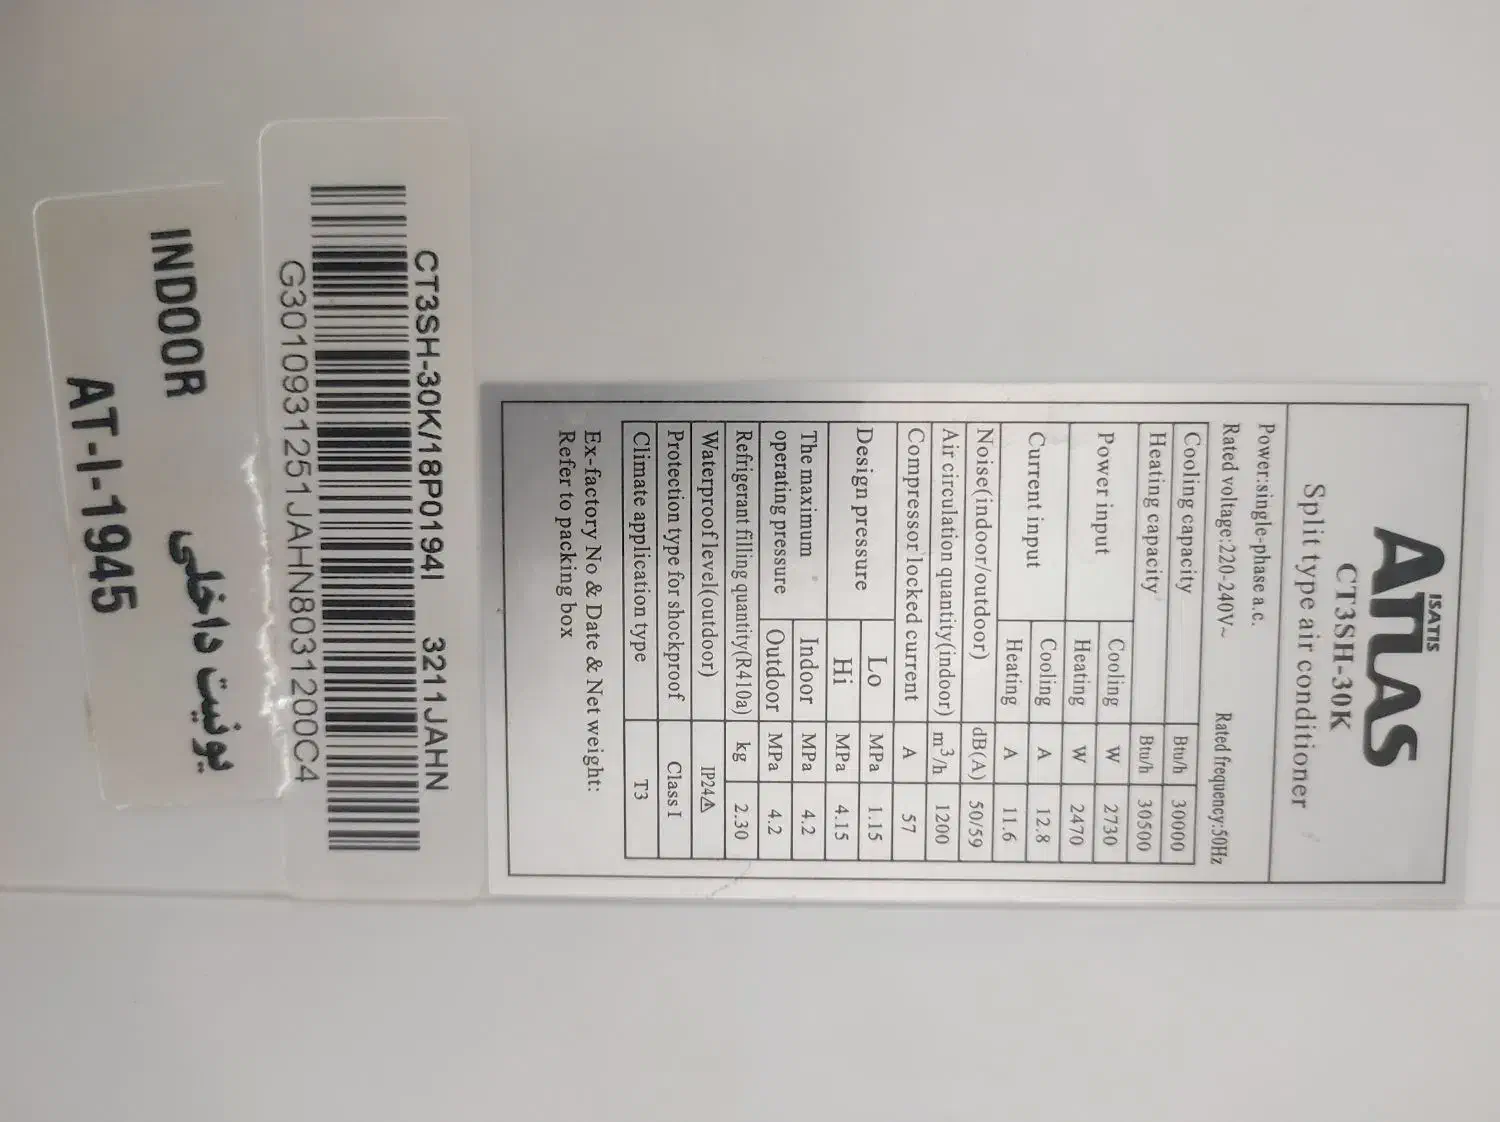 ISATIS
ATLAS
CT3SH-30K
Split type air conditioner
Power:single-phase a.c.
Rated voltage:220-240V~ Rated frequency:50Hz
Cooling capacity Btu/h 30000
Heating capacity Btu/h 30500
Power input Cooling W 2730
Heating W 2470
Current input Cooling A 12.8
Heating A 11.6
Noise(indoor/outdoor) dB(A) 50/59
Air circulation quantity(indoor) m³/h 1200
Compressor locked current A 57
Design pressure Lo MPa 1.15
Hi MPa 4.15
The maximum operating pressure Indoor MPa 4.2
Outdoor MPa 4.2
Refrigerant filling quantity(R410a) kg 2.30
Waterproof level(outdoor) IP24
Protection type for shockproof Class I
Climate application type T3
Ex-factory No & Date & Net weight:
Refer to packing box
CT3SH-30K/18P0194I 3211JAHN
G3010931251JAHN8031200C4
INDOOR یونیت داخلی
AT-I-1945